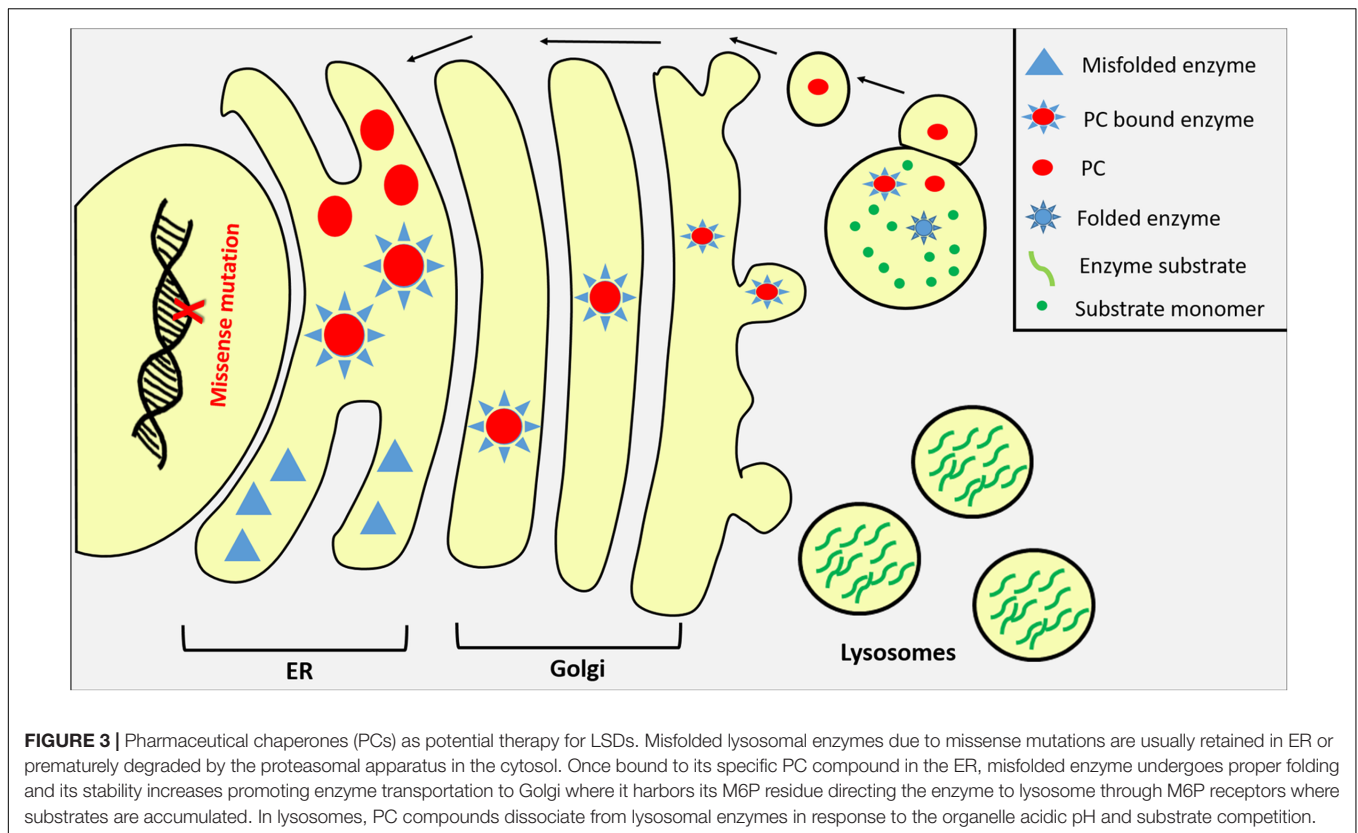 Misfolded enzyme
PC bound enzyme
PC
Folded enzyme
Enzyme substrate
Substrate monomer
Missense mutation
ER
Golgi
Lysosomes
FIGURE 3 | Pharmaceutical chaperones (PCs) as potential therapy for LSDs. Misfolded lysosomal enzymes due to missense mutations are usually retained in ER or
prematurely degraded by the proteasomal apparatus in the cytosol. Once bound to its specific PC compound in the ER, misfolded enzyme undergoes proper folding
and its stability increases promoting enzyme transportation to Golgi where it harbors its M6P residue directing the enzyme to lysosome through M6P receptors where
substrates are accumulated. In lysosomes, PC compounds dissociate from lysosomal enzymes in response to the organelle acidic pH and substrate competition.